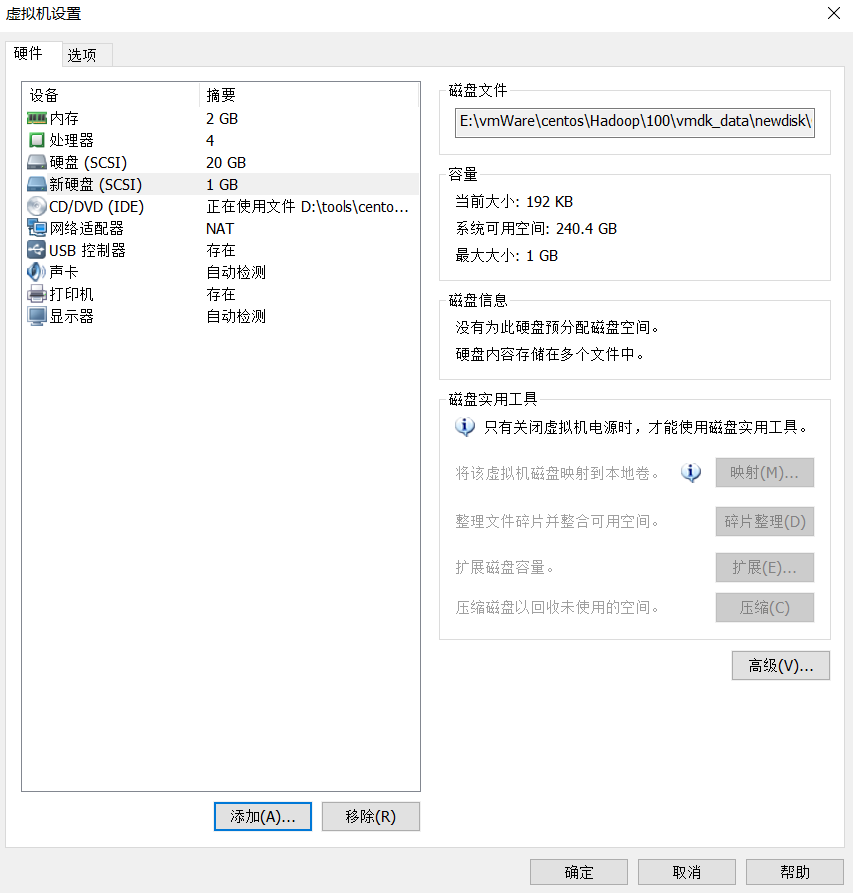 虚拟机设置
硬件 选项
设备 摘要
内存 2 GB
处理器 4
硬盘 (SCSI) 20 GB
新硬盘 (SCSI) 1 GB
CD/DVD (IDE) 正在使用文件 D:\tools\cento...
网络适配器 NAT
USB 控制器 存在
声卡 自动检测
打印机 存在
显示器 自动检测
添加(A)... 移除(R)
磁盘文件
E:\vmWare\centos\Hadoop\100\vmdk_data\newdisk\
容量
当前大小: 192 KB
系统可用空间: 240.4 GB
最大大小: 1 GB
磁盘信息
没有为此硬盘预分配磁盘空间。
硬盘内容存储在多个文件中。
磁盘实用工具
只有关闭虚拟机电源时，才能使用磁盘实用工具。
将该虚拟机磁盘映射到本地卷。 映射(M)...
整理文件碎片并整合可用空间。 碎片整理(D)
扩展磁盘容量。 扩展(E)...
压缩磁盘以回收未使用的空间。 压缩(C)
高级(V)...
确定 取消 帮助